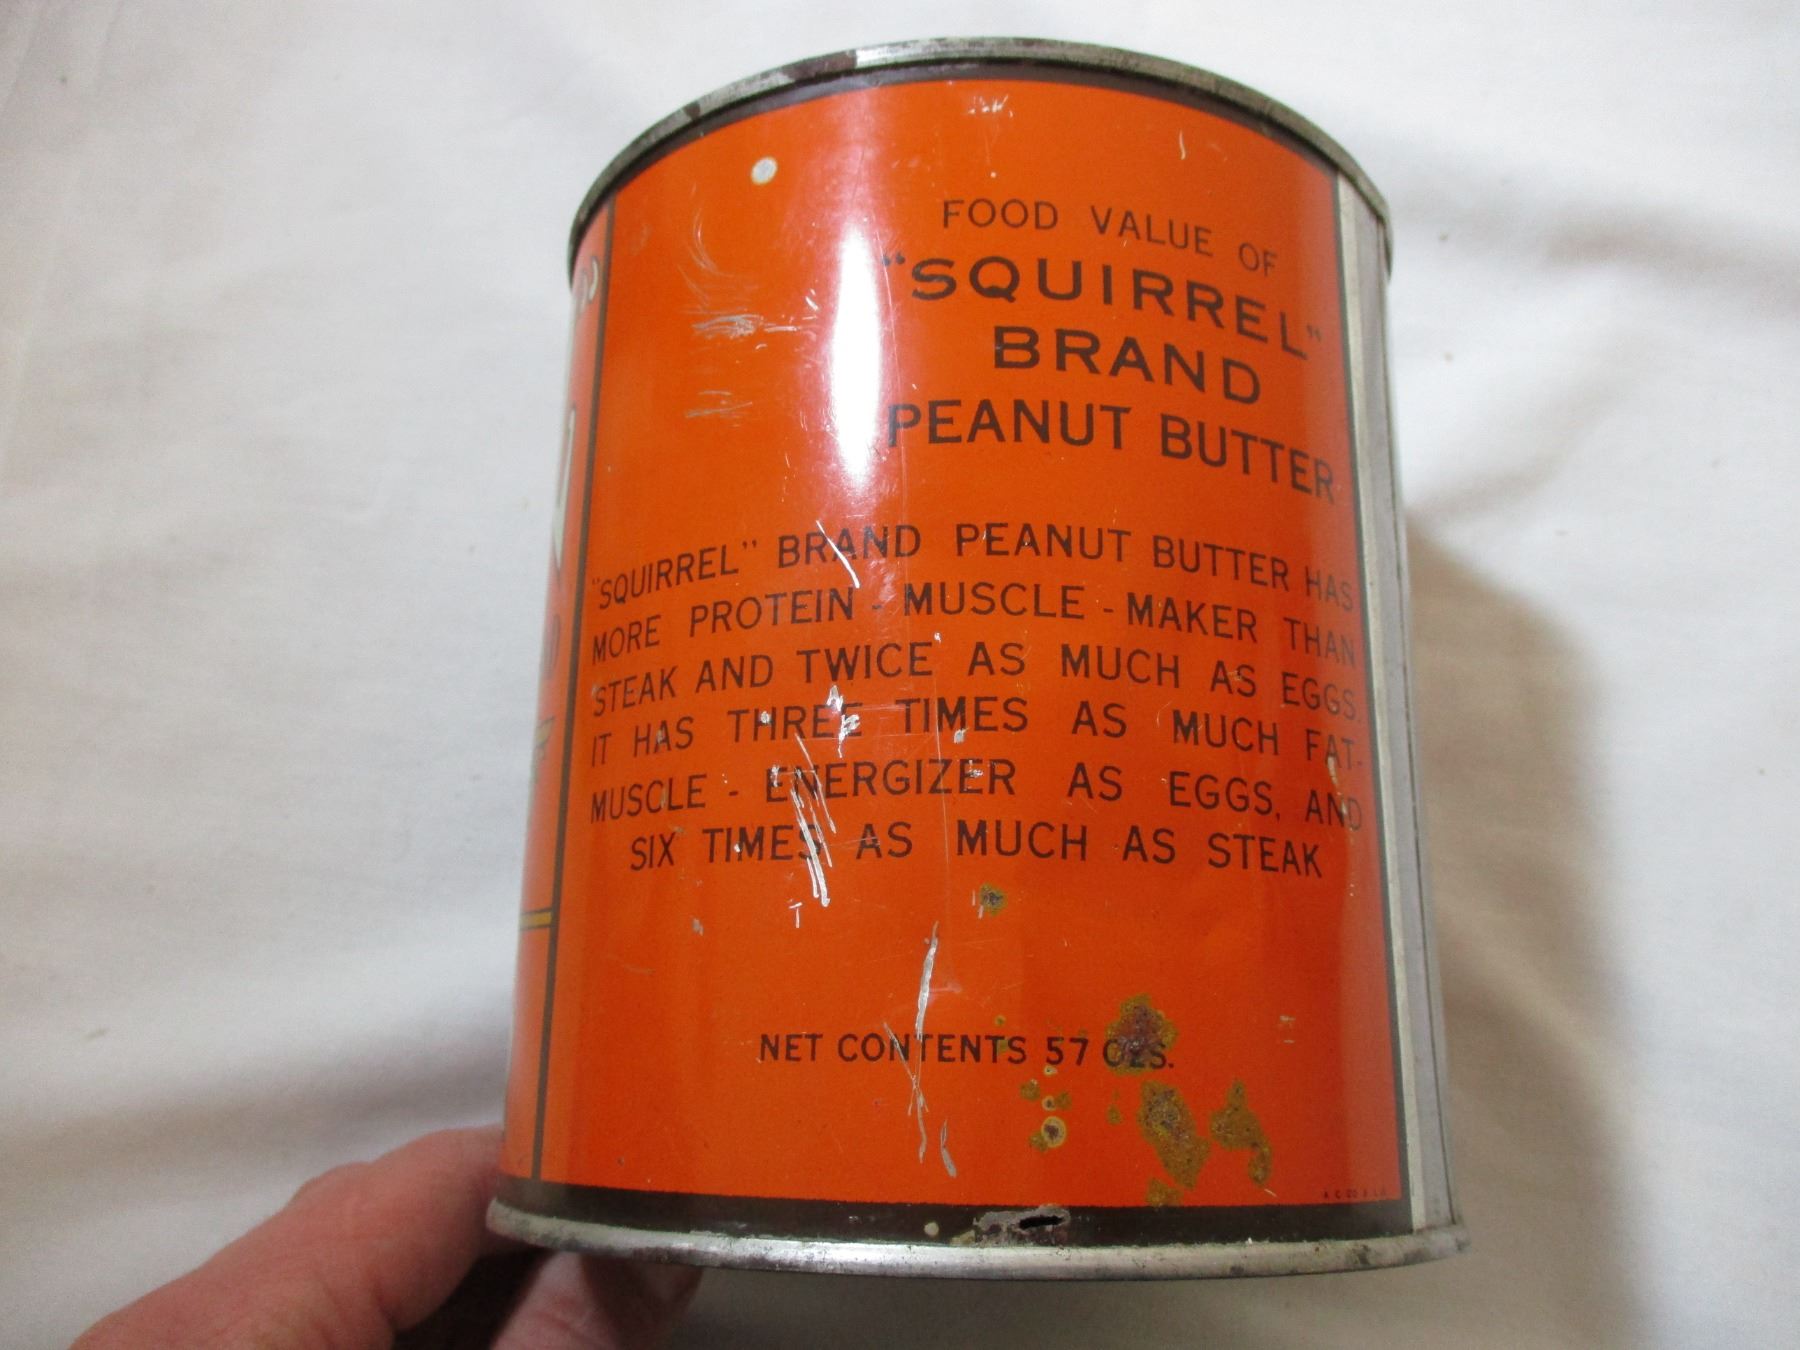 FOOD VALUE OF
"SQUIRREL"
BRAND
PEANUT BUTTER
"SQUIRREL" BRAND PEANUT BUTTER HAS
MORE PROTEIN - MUSCLE - MAKER THAN
STEAK AND TWICE AS MUCH AS EGGS.
IT HAS THREE TIMES AS MUCH FAT-
MUSCLE - ENERGIZER AS EGGS, AND
SIX TIMES AS MUCH AS STEAK
NET CONTENTS 57 OZS.